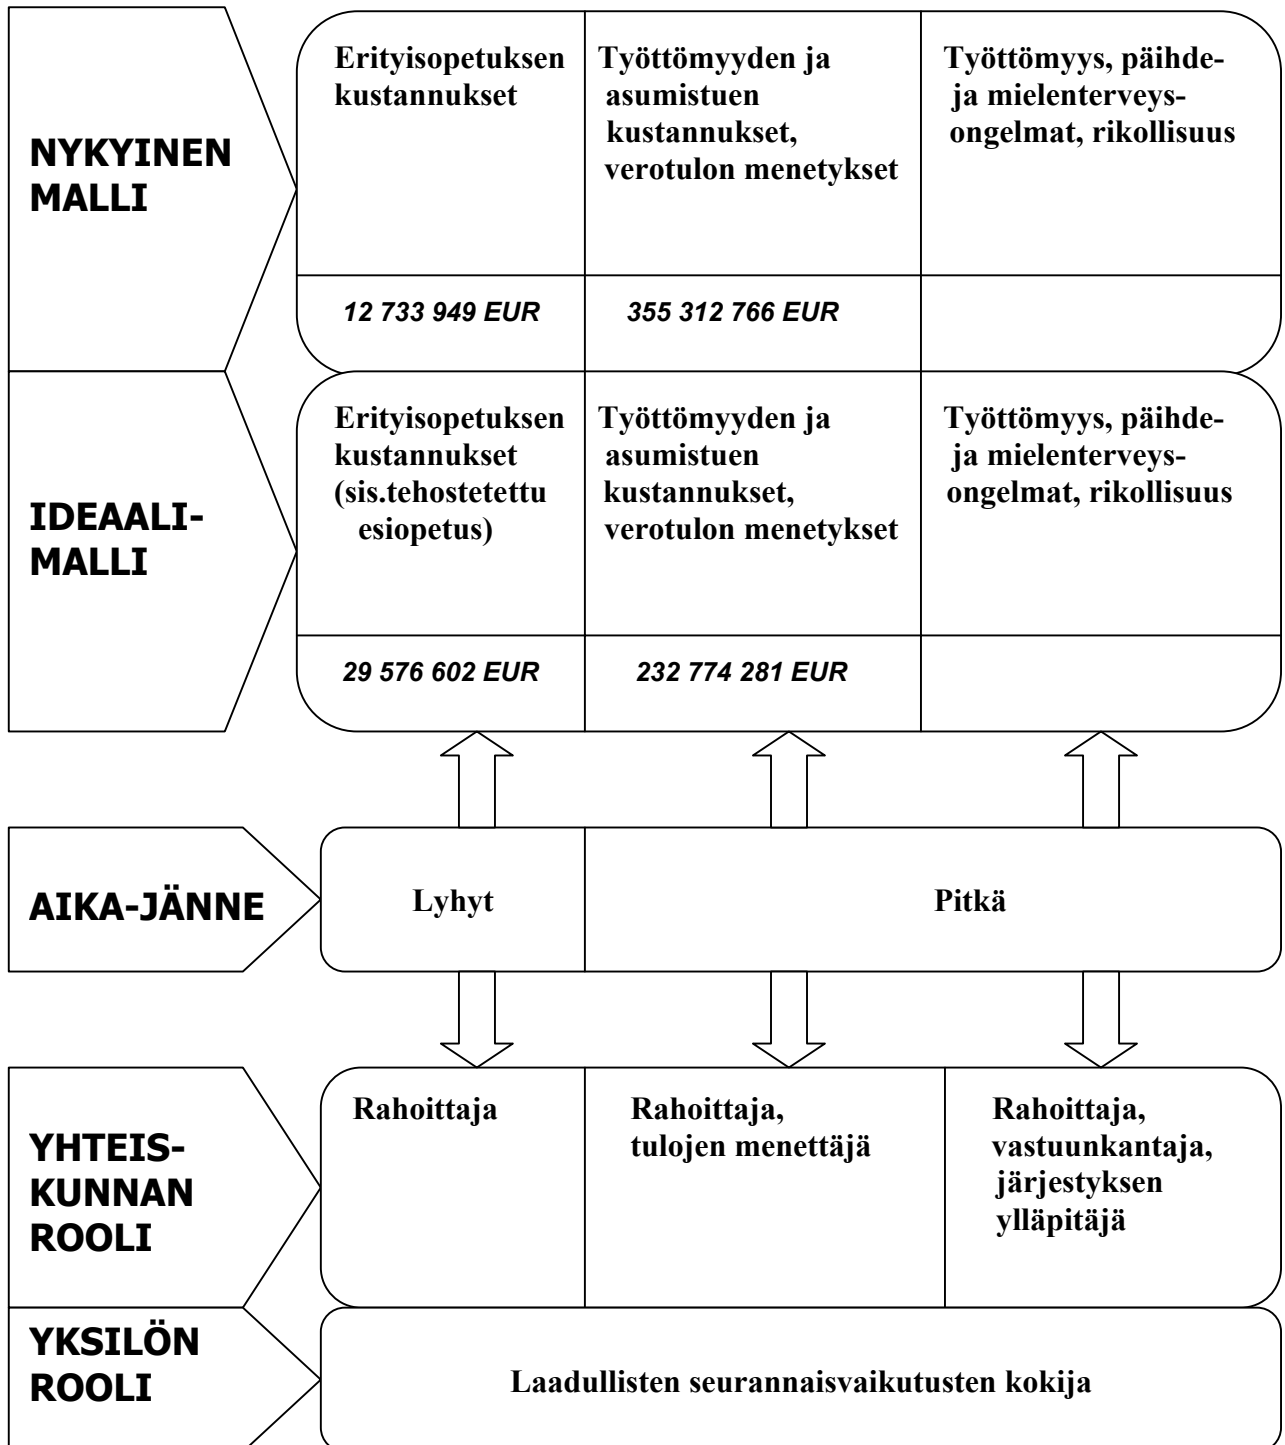 NYKYINEN
MALLI
Erityisopetuksen
kustannukset
Työttömyyden ja
asumistuen
kustannukset,
verotulon menetykset
Työttömyys, päihde-
ja mielenterveys-
ongelmat, rikollisuus
12 733 949 EUR
355 312 766 EUR
IDEAALI-
MALLI
Erityisopetuksen
kustannukset
(sis.tehostetettu
esiopetus)
Työttömyyden ja
asumistuen
kustannukset,
verotulon menetykset
Työttömyys, päihde-
ja mielenterveys-
ongelmat, rikollisuus
29 576 602 EUR
232 774 281 EUR
AIKA-JÄNNE
Lyhyt
Pitkä
YHTEIS-
KUNNAN
ROOLI
Rahoittaja
Rahoittaja,
tulojen menettäjä
Rahoittaja,
vastuunkantaja,
järjestyksen
ylläpitäjä
YKSILÖN
ROOLI
Laadullisten seurannaisvaikutusten kokija